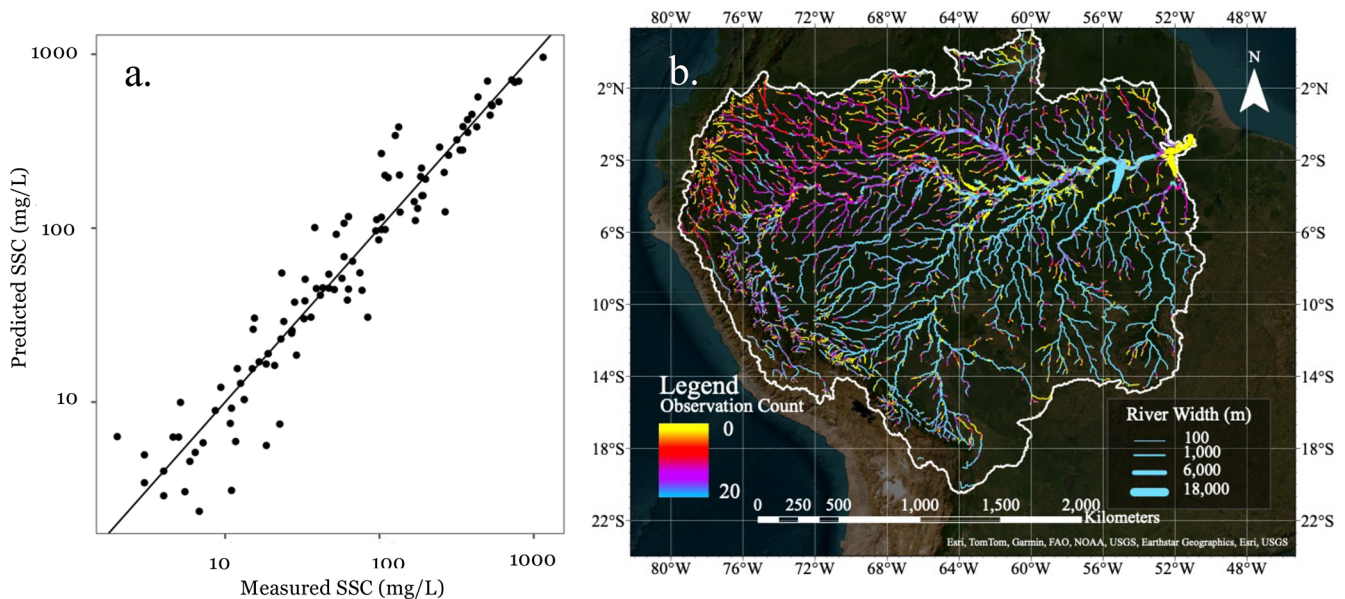 a.
1000
100
10
Predicted SSC (mg/L)
10
100
1000
Measured SSC (mg/L)
80°W 76°W 72°W 68°W 64°W 60°W 56°W 52°W 48°W
b.
N
2°N
2°S
6°S
10°S
14°S
18°S
22°S
2°N
2°S
6°S
10°S
14°S
18°S
22°S
Legend
Observation Count
0
20
River Width (m)
100
1,000
6,000
18,000
0 250 500 1,000 1,500 2,000
Kilometers
Esri, TomTom, Garmin, FAO, NOAA, USGS, Earthstar Geographics, Esri, USGS
80°W 76°W 72°W 68°W 64°W 60°W 56°W 52°W 48°W